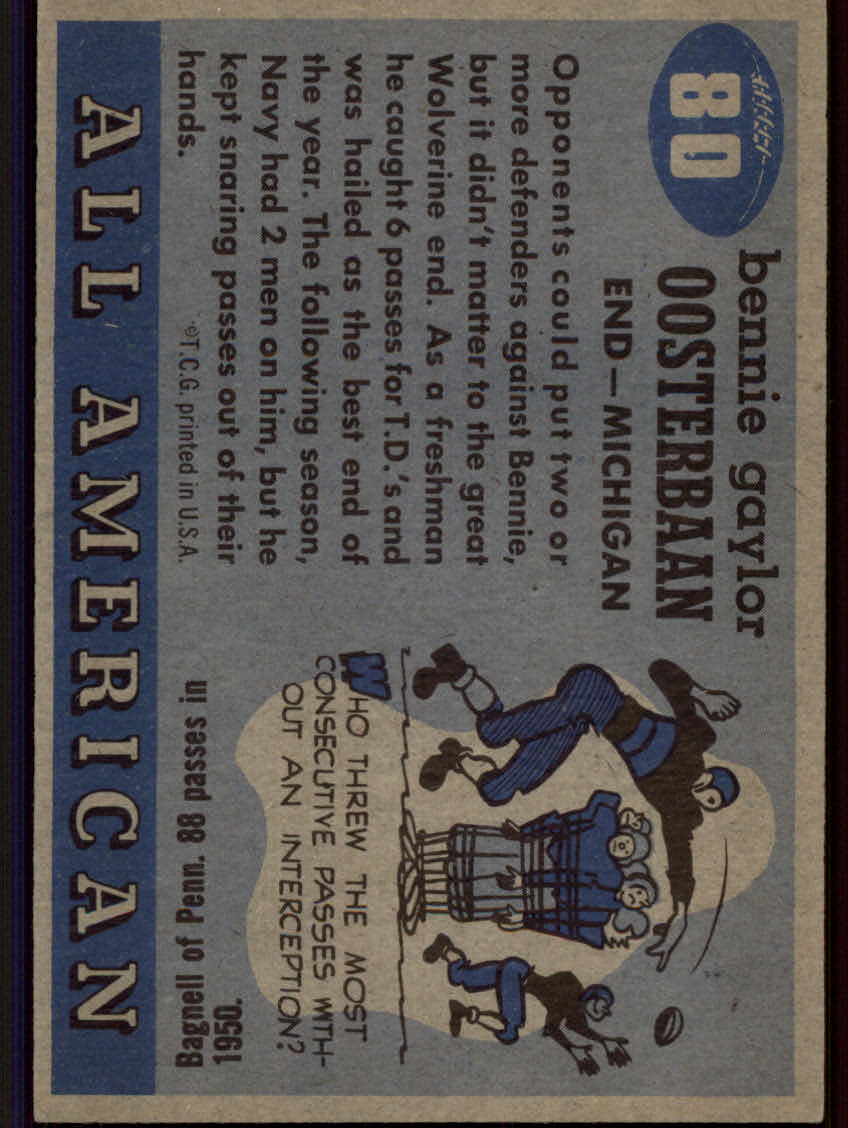 80
bennie gaylor
OOSTERBAAN
END—MICHIGAN
Opponents could put two or
more defenders against Bennie,
but it didn't matter to the great
Wolverine end. As a freshman
he caught 6 passes for T.D.'s and
was hailed as the best end of
the year. The following season,
Navy had 2 men on him, but he
kept snaring passes out of their
hands.
©T.C.G. printed in U.S.A.
WHO THREW THE MOST
CONSECUTIVE PASSES WITH-
OUT AN INTERCEPTION?
Bagnell of Penn. 88 passes in
1950.
ALL AMERICAN